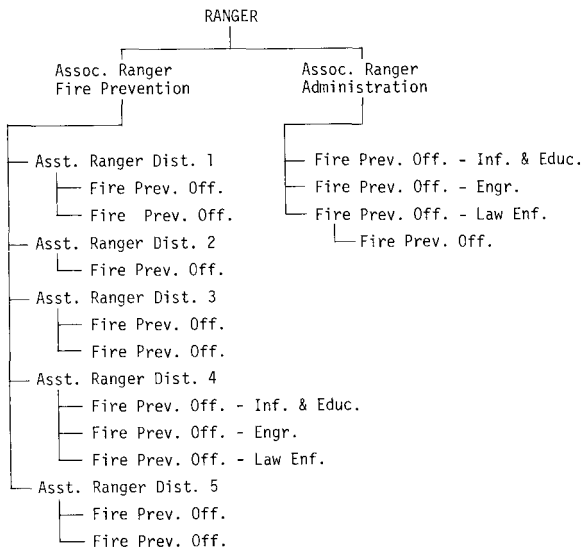 RANGER
Assoc. Ranger
Fire Prevention
Asst. Ranger Dist. 1
Fire Prev. Off.
Fire Prev. Off.
Asst. Ranger Dist. 2
Fire Prev. Off.
Asst. Ranger Dist. 3
Fire Prev. Off.
Fire Prev. Off.
Asst. Ranger Dist. 4
Fire Prev. Off. - Inf. & Educ.
Fire Prev. Off. - Engr.
Fire Prev. Off. - Law Enf.
Asst. Ranger Dist. 5
Fire Prev. Off.
Fire Prev. Off.
Assoc. Ranger
Administration
Fire Prev. Off. - Inf. & Educ.
Fire Prev. Off. - Engr.
Fire Prev. Off. - Law Enf.
Fire Prev. Off.